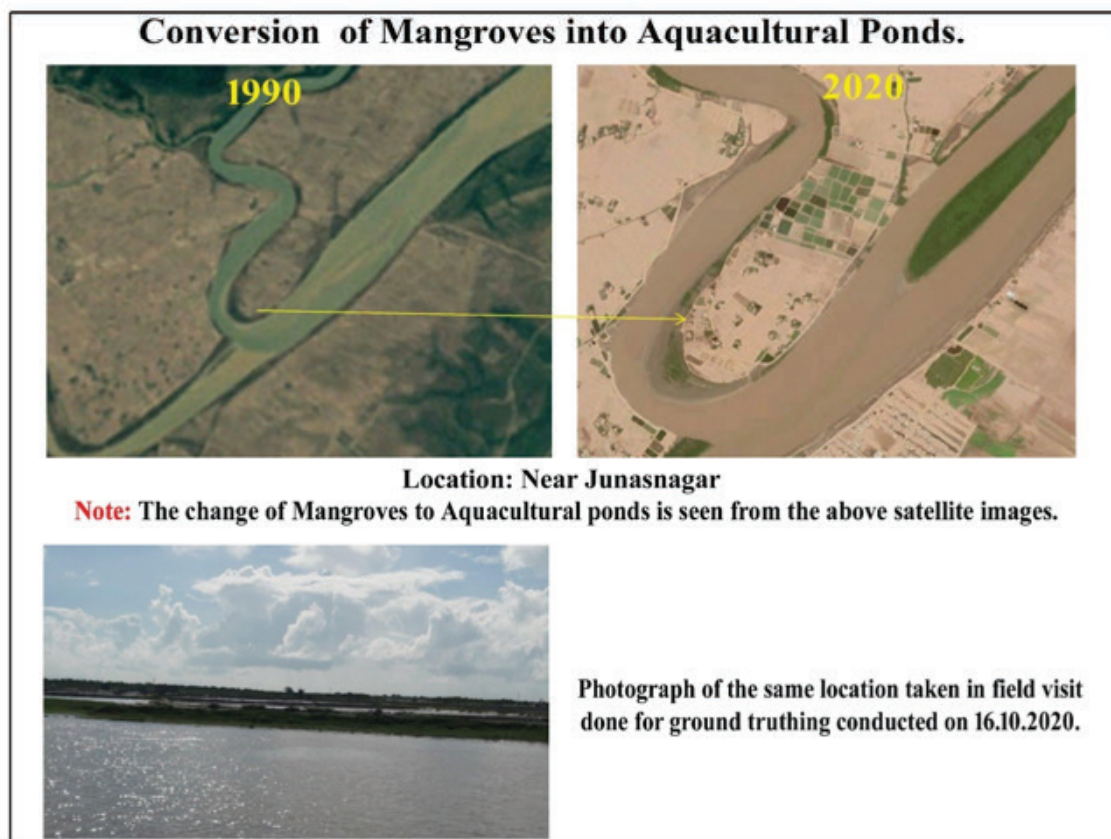 Conversion of Mangroves into Aquacultural Ponds.
1990
2020
Location: Near Junasnagar
Note: The change of Mangroves to Aquacultural ponds is seen from the above satellite images.
Photograph of the same location taken in field visit
done for ground truthing conducted on 16.10.2020.